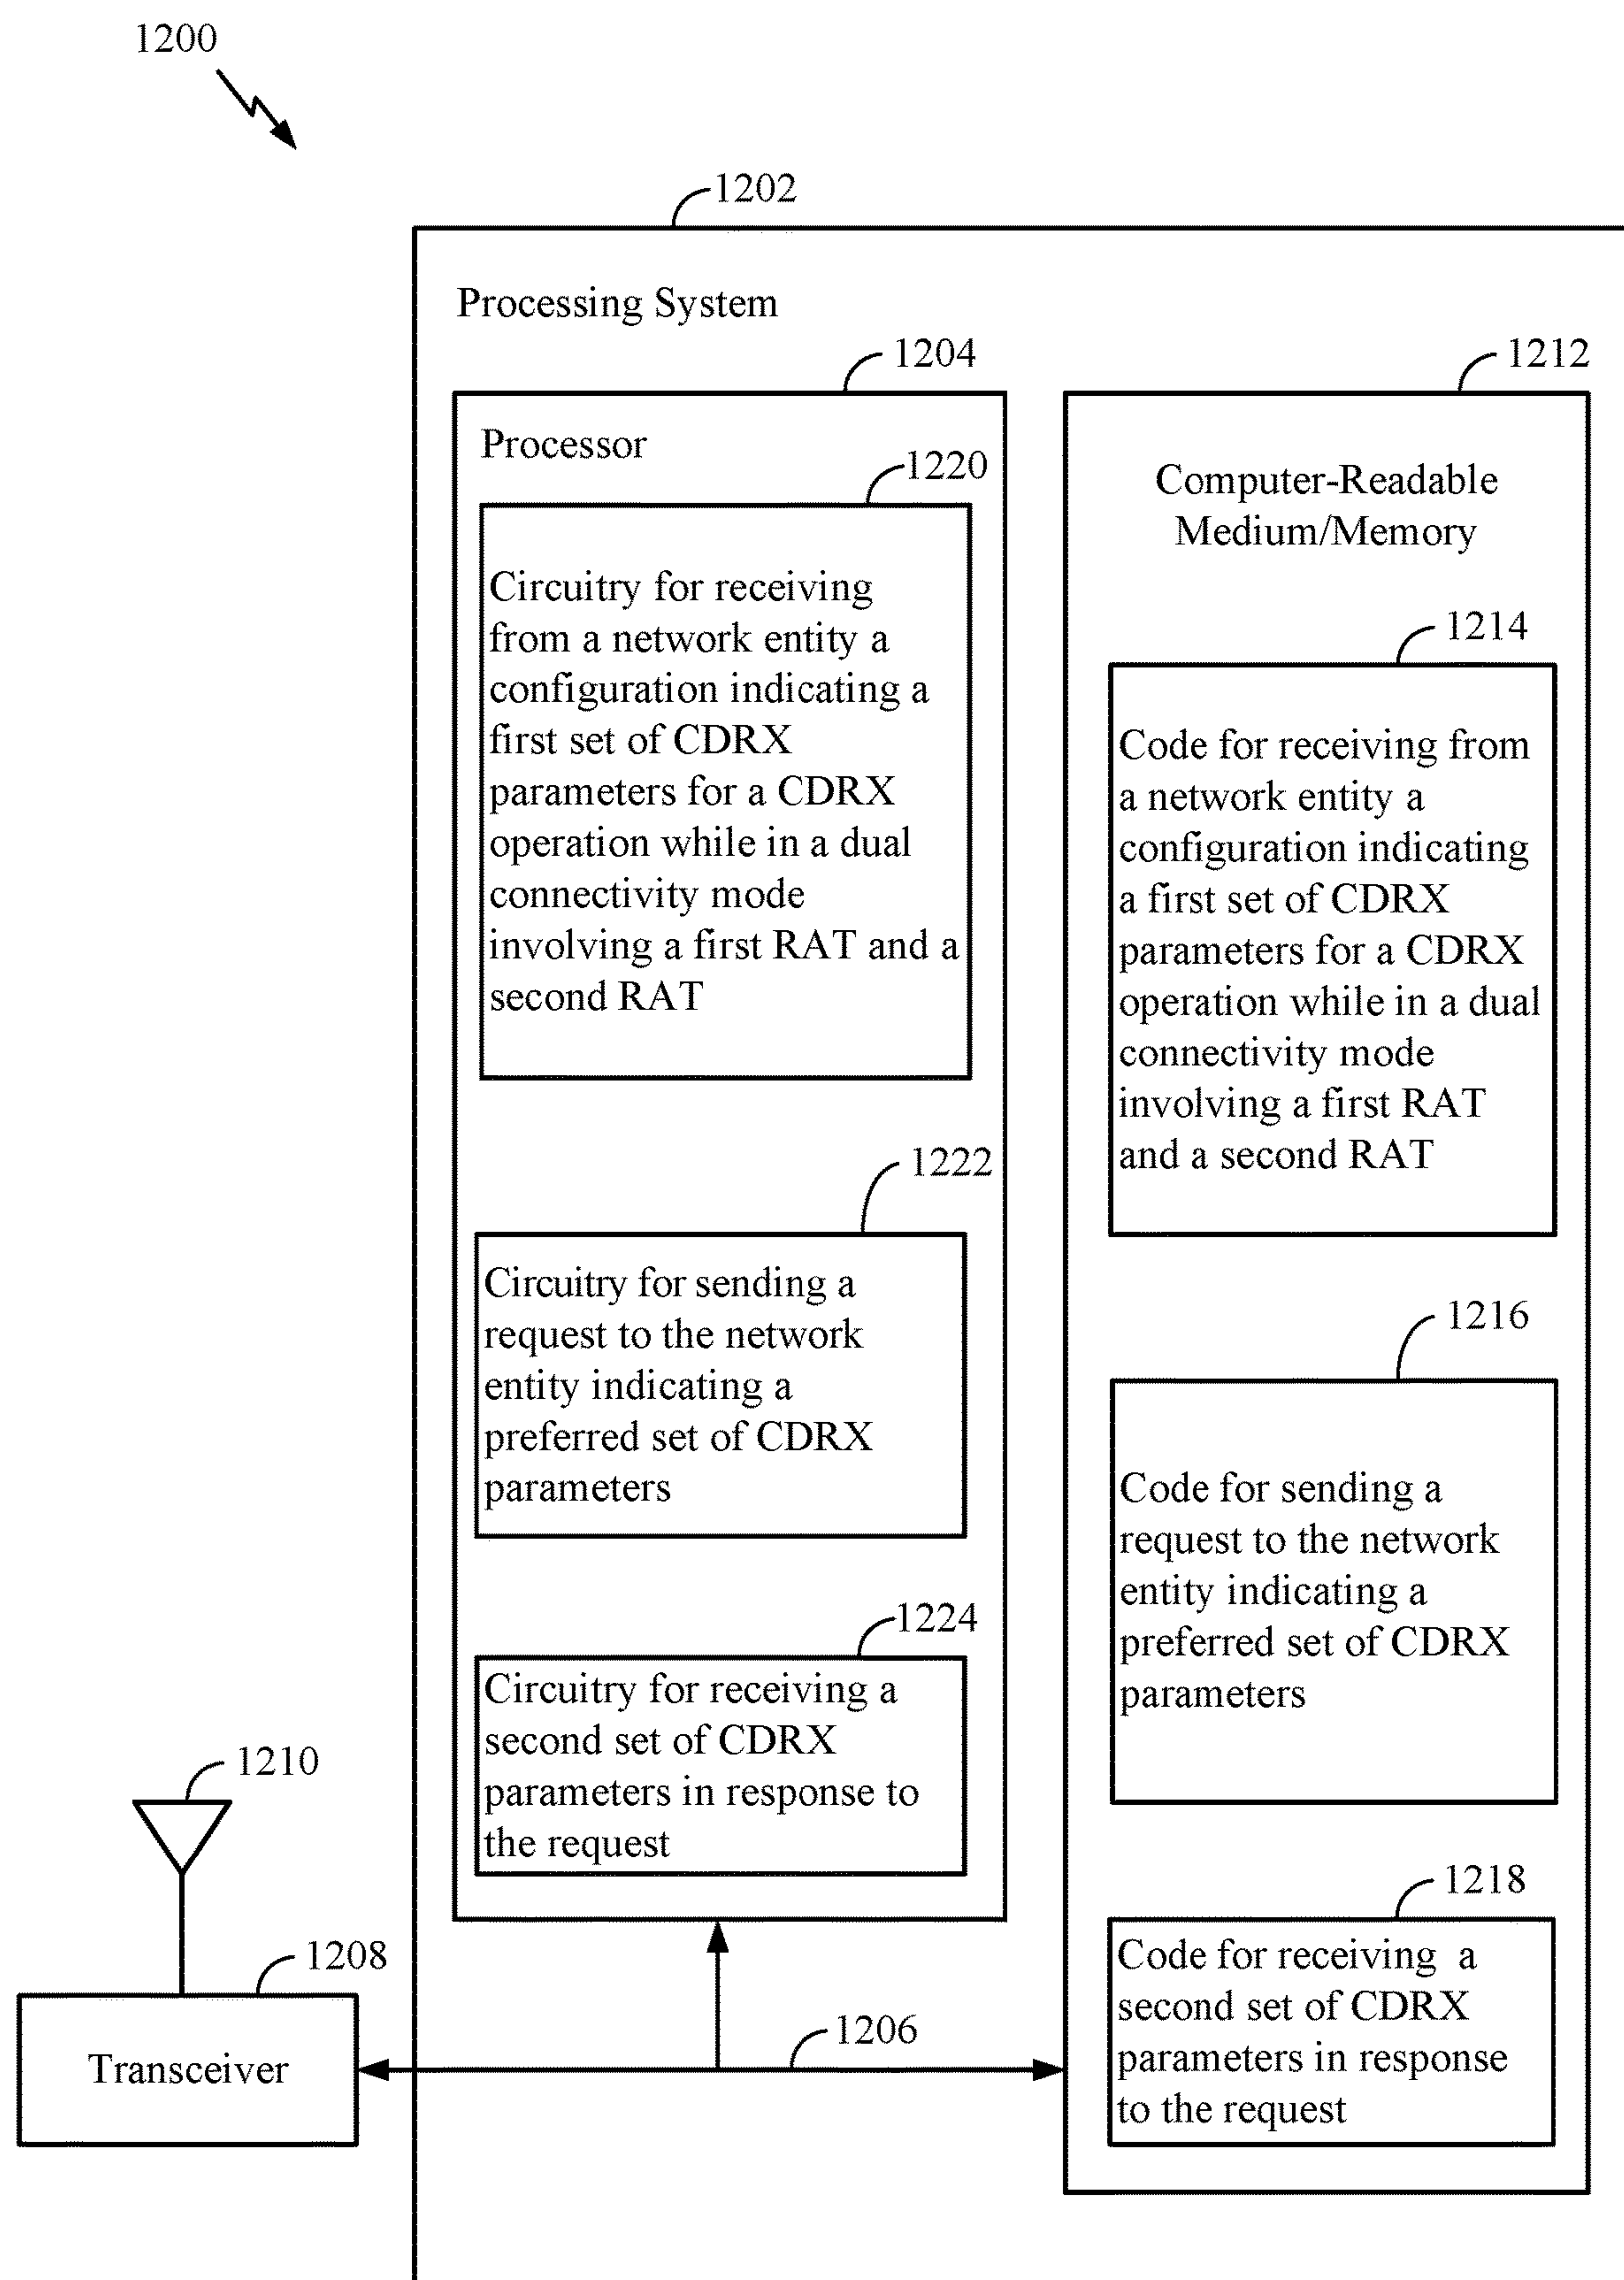 1200
1202
Processing System
1204
Processor
1220
Circuitry for receiving
from a network entity a
configuration indicating a
first set of CDRX
parameters for a CDRX
operation while in a dual
connectivity mode
involving a first RAT and a
second RAT
1222
Circuitry for sending a
request to the network
entity indicating a
preferred set of CDRX
parameters
1224
Circuitry for receiving a
second set of CDRX
parameters in response to
the request
1212
Computer-Readable
Medium/Memory
1214
Code for receiving from
a network entity a
configuration indicating
a first set of CDRX
parameters for a CDRX
operation while in a dual
connectivity mode
involving a first RAT
and a second RAT
1216
Code for sending a
request to the network
entity indicating a
preferred set of CDRX
parameters
1218
Code for receiving a
second set of CDRX
parameters in response
to the request
1210
1208
Transceiver
1206